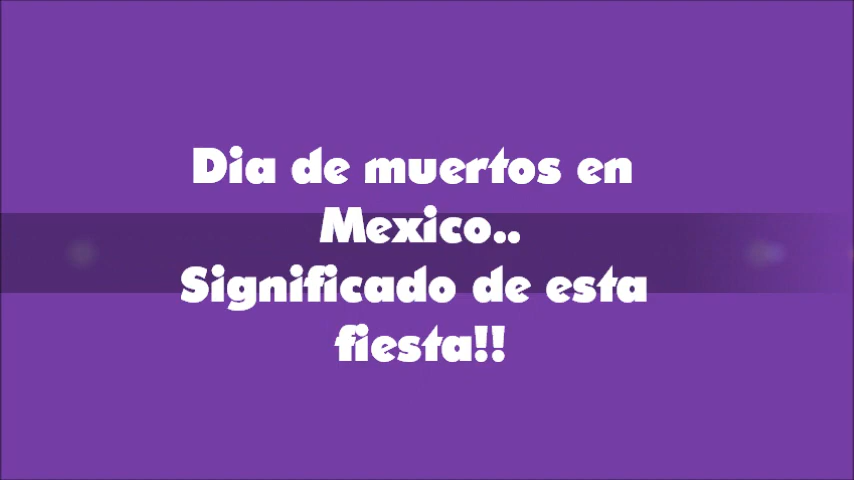 Dia de muertos en
Mexico..
Significado de esta
fiesta!!